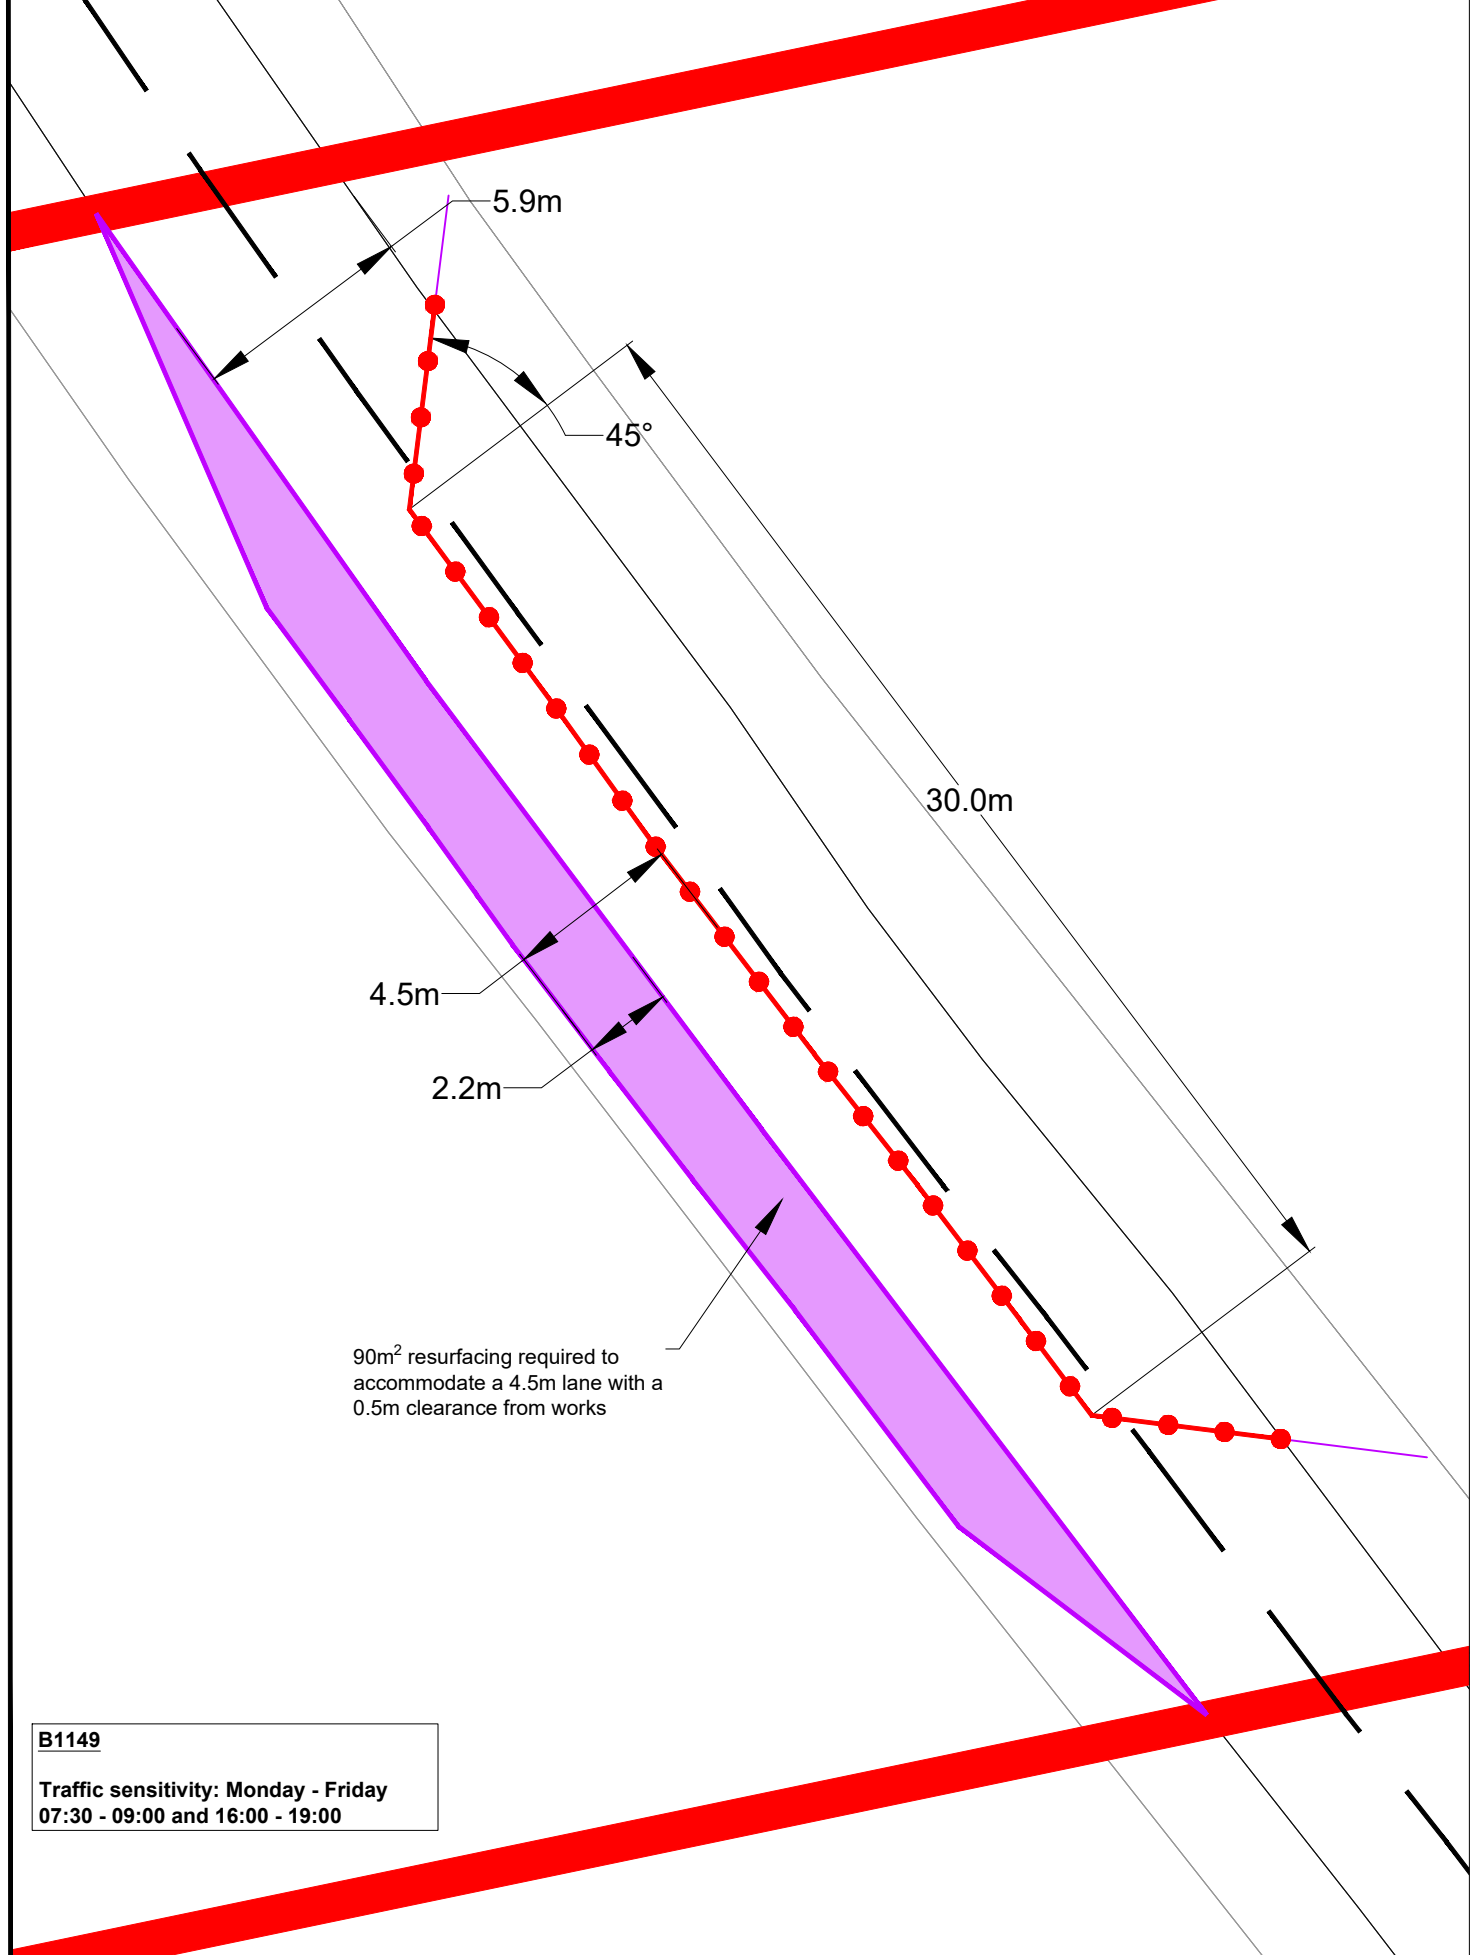 5.9m
45°
30.0m
4.5m
2.2m
90m² resurfacing required to
accommodate a 4.5m lane with a
0.5m clearance from works
B1149
Traffic sensitivity: Monday - Friday
07:30 - 09:00 and 16:00 - 19:00